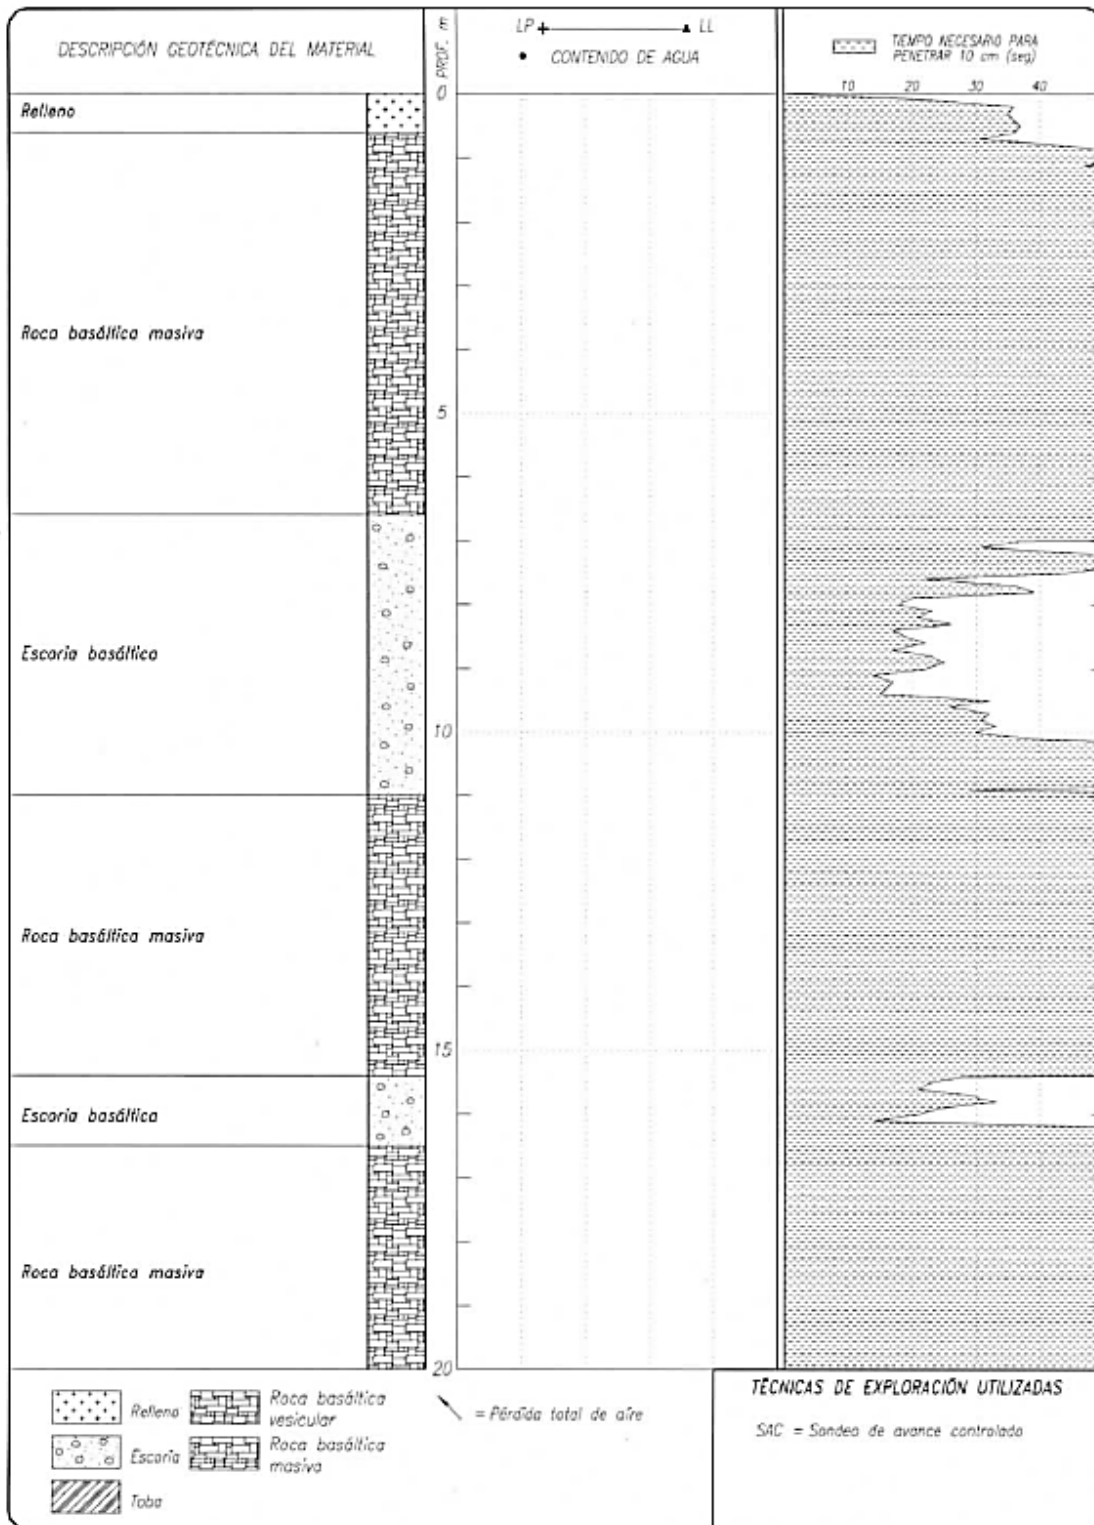 DESCRIPCIÓN GEOTÉCNICA DEL MATERIAL
PROF. m
LP LL
CONTENIDO DE AGUA
TIEMPO NECESARIO PARA
PENETRAR 10 cm (seg)
10 20 30 40
0
Relleno
Roca basáltica masiva
5
Escoria basáltica
10
Roca basáltica masiva
15
Escoria basáltica
Roca basáltica masiva
20
Relleno
Roca basáltica
vesicular
Escoria
Roca basáltica
masiva
Toba
= Pérdida total de aire
TÉCNICAS DE EXPLORACIÓN UTILIZADAS
SAC = Sondeo de avance controlado